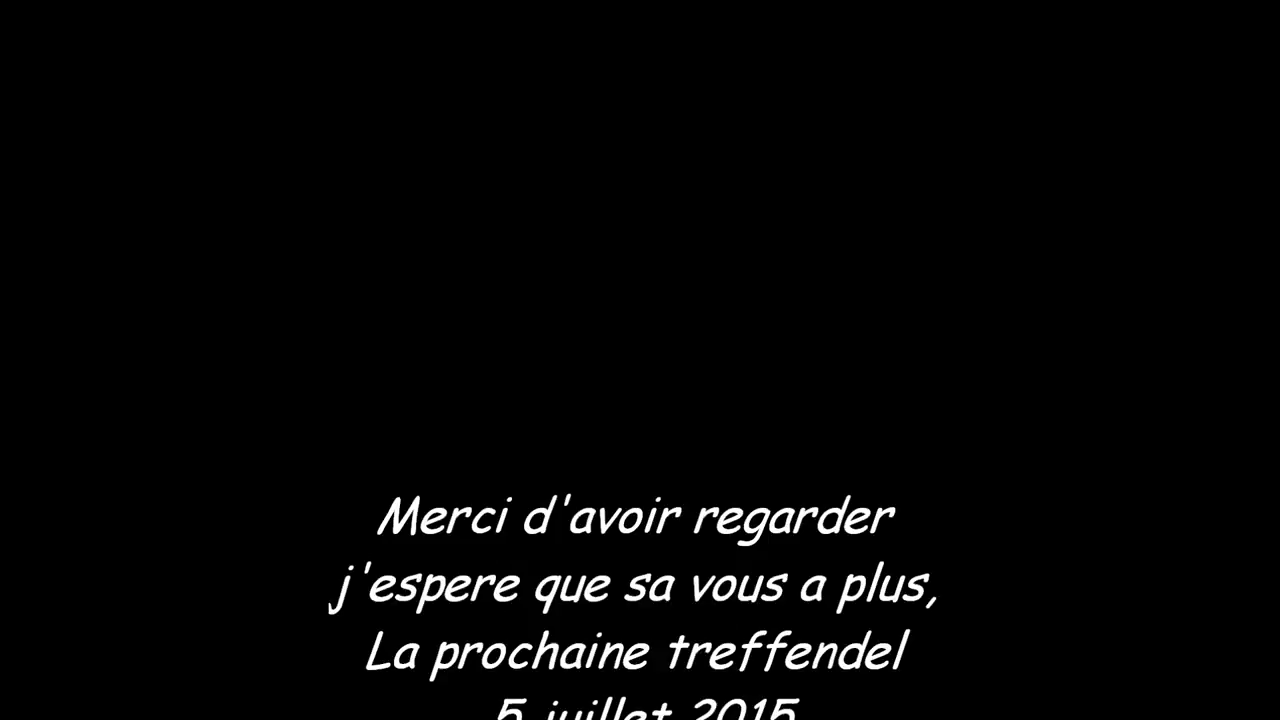 Merci d'avoir regarder
j'espere que sa vous a plus,
La prochaine treffendel
5 juillet 2015